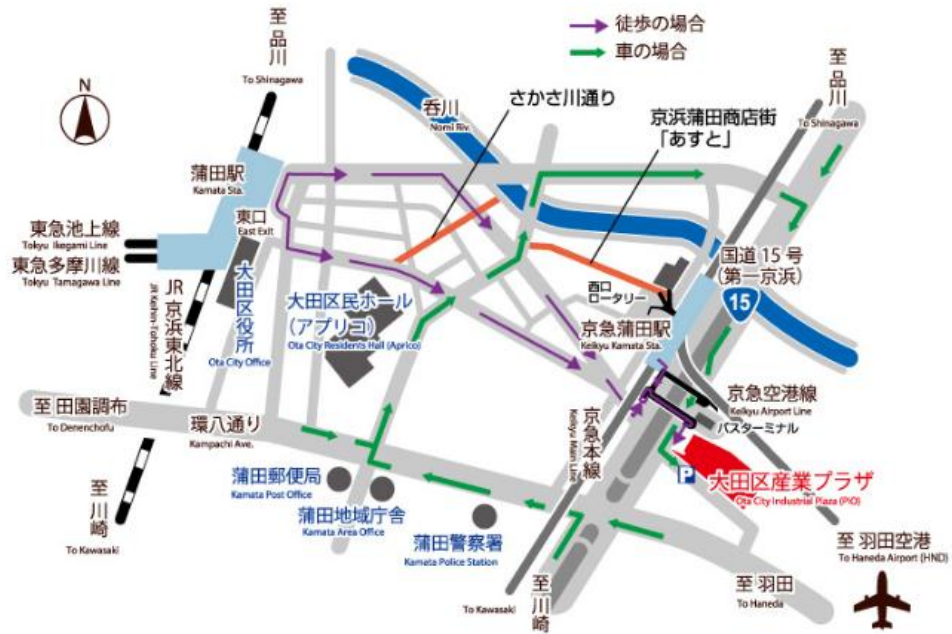 至 品川
To Shinagawa
徒歩の場合
車の場合
至 品川
To Shinagawa
N
さかさ川通り
呑川
Nomi Riv.
京浜蒲田商店街
「あすと」
蒲田駅
Kamata Sta.
東口
East Exit
東急池上線
Tokyu Ikegami Line
東急多摩川線
Tokyu Tamagawa Line
JR 京浜東北線
JR Keihin-Tohoku Line
大田区役所
Ota City Office
大田区民ホール
(アプリコ)
Ota City Residents Hall (Aprico)
西口
ロータリー
国道 15 号
(第一京浜)
15
京急蒲田駅
Keikyu Kamata Sta.
京急空港線
Keikyu Airport Line
バスターミナル
至 田園調布
To Denenchofu
環八通り
Kampachi Ave.
京急本線
Keikyu Main Line
P
大田区産業プラザ
Ota City Industrial Plaza (PiO)
蒲田郵便局
Kamata Post Office
蒲田地域庁舎
Kamata Area Office
蒲田警察署
Kamata Police Station
至 川崎
To Kawasaki
至 川崎
To Kawasaki
至 羽田
To Haneda
至 羽田空港
To Haneda Airport (HND)